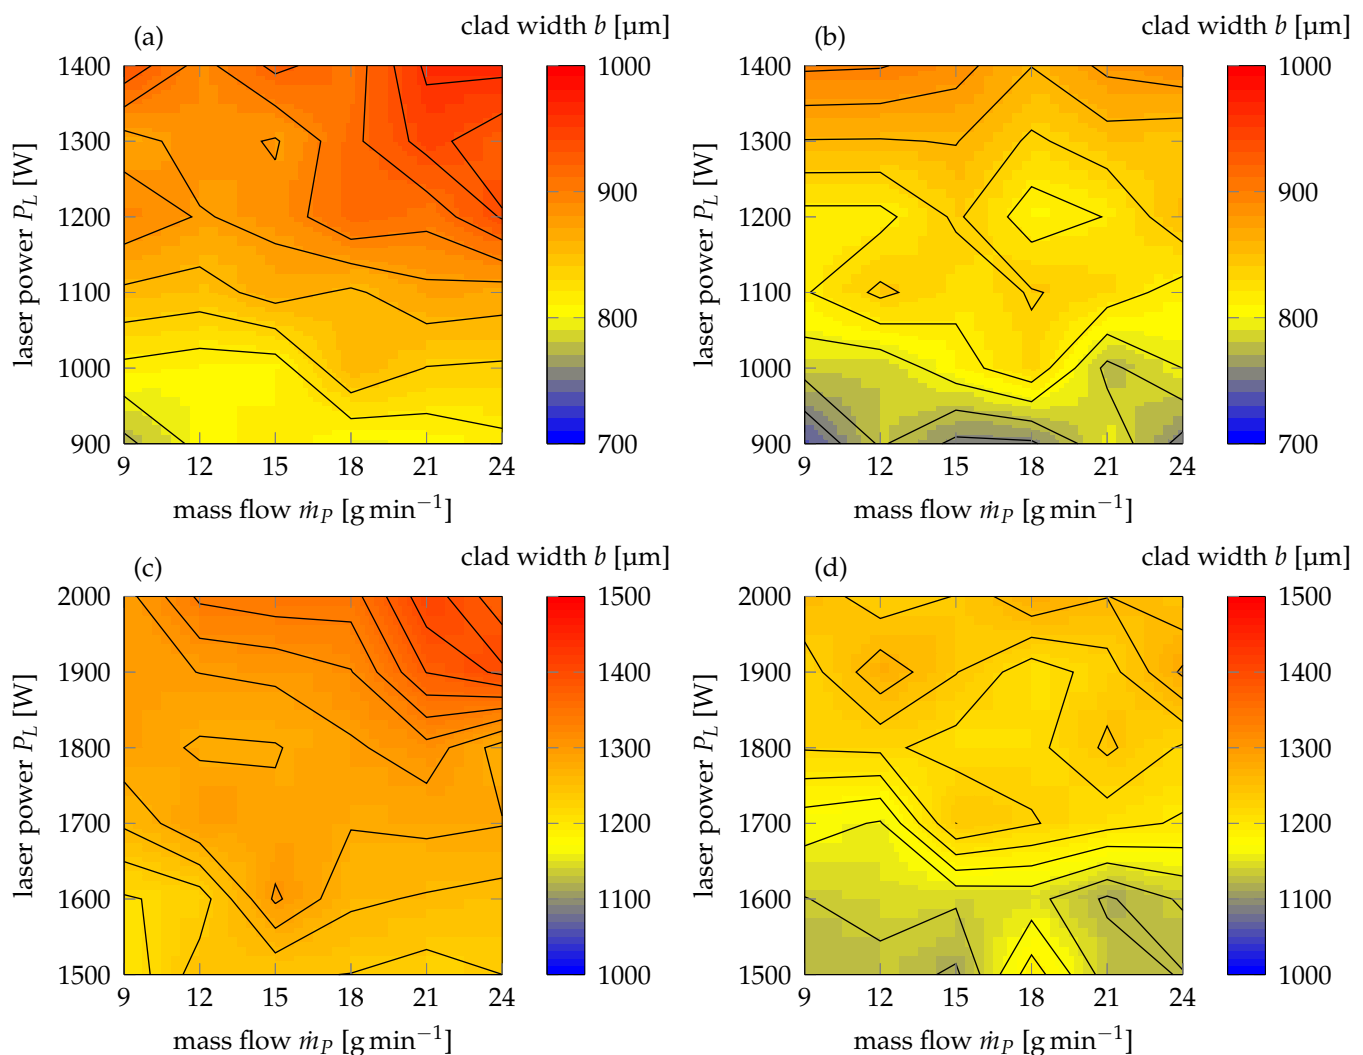 (a)
clad width b [µm]
1400
1300
1200
1100
1000
900
laser power P_L [W]
9 12 15 18 21 24
mass flow ṁ_P [g min⁻¹]
1000
900
800
700
(b)
clad width b [µm]
1400
1300
1200
1100
1000
900
laser power P_L [W]
9 12 15 18 21 24
mass flow ṁ_P [g min⁻¹]
1000
900
800
700
(c)
clad width b [µm]
2000
1900
1800
1700
1600
1500
laser power P_L [W]
9 12 15 18 21 24
mass flow ṁ_P [g min⁻¹]
1500
1400
1300
1200
1100
1000
(d)
clad width b [µm]
2000
1900
1800
1700
1600
1500
laser power P_L [W]
9 12 15 18 21 24
mass flow ṁ_P [g min⁻¹]
1500
1400
1300
1200
1100
1000